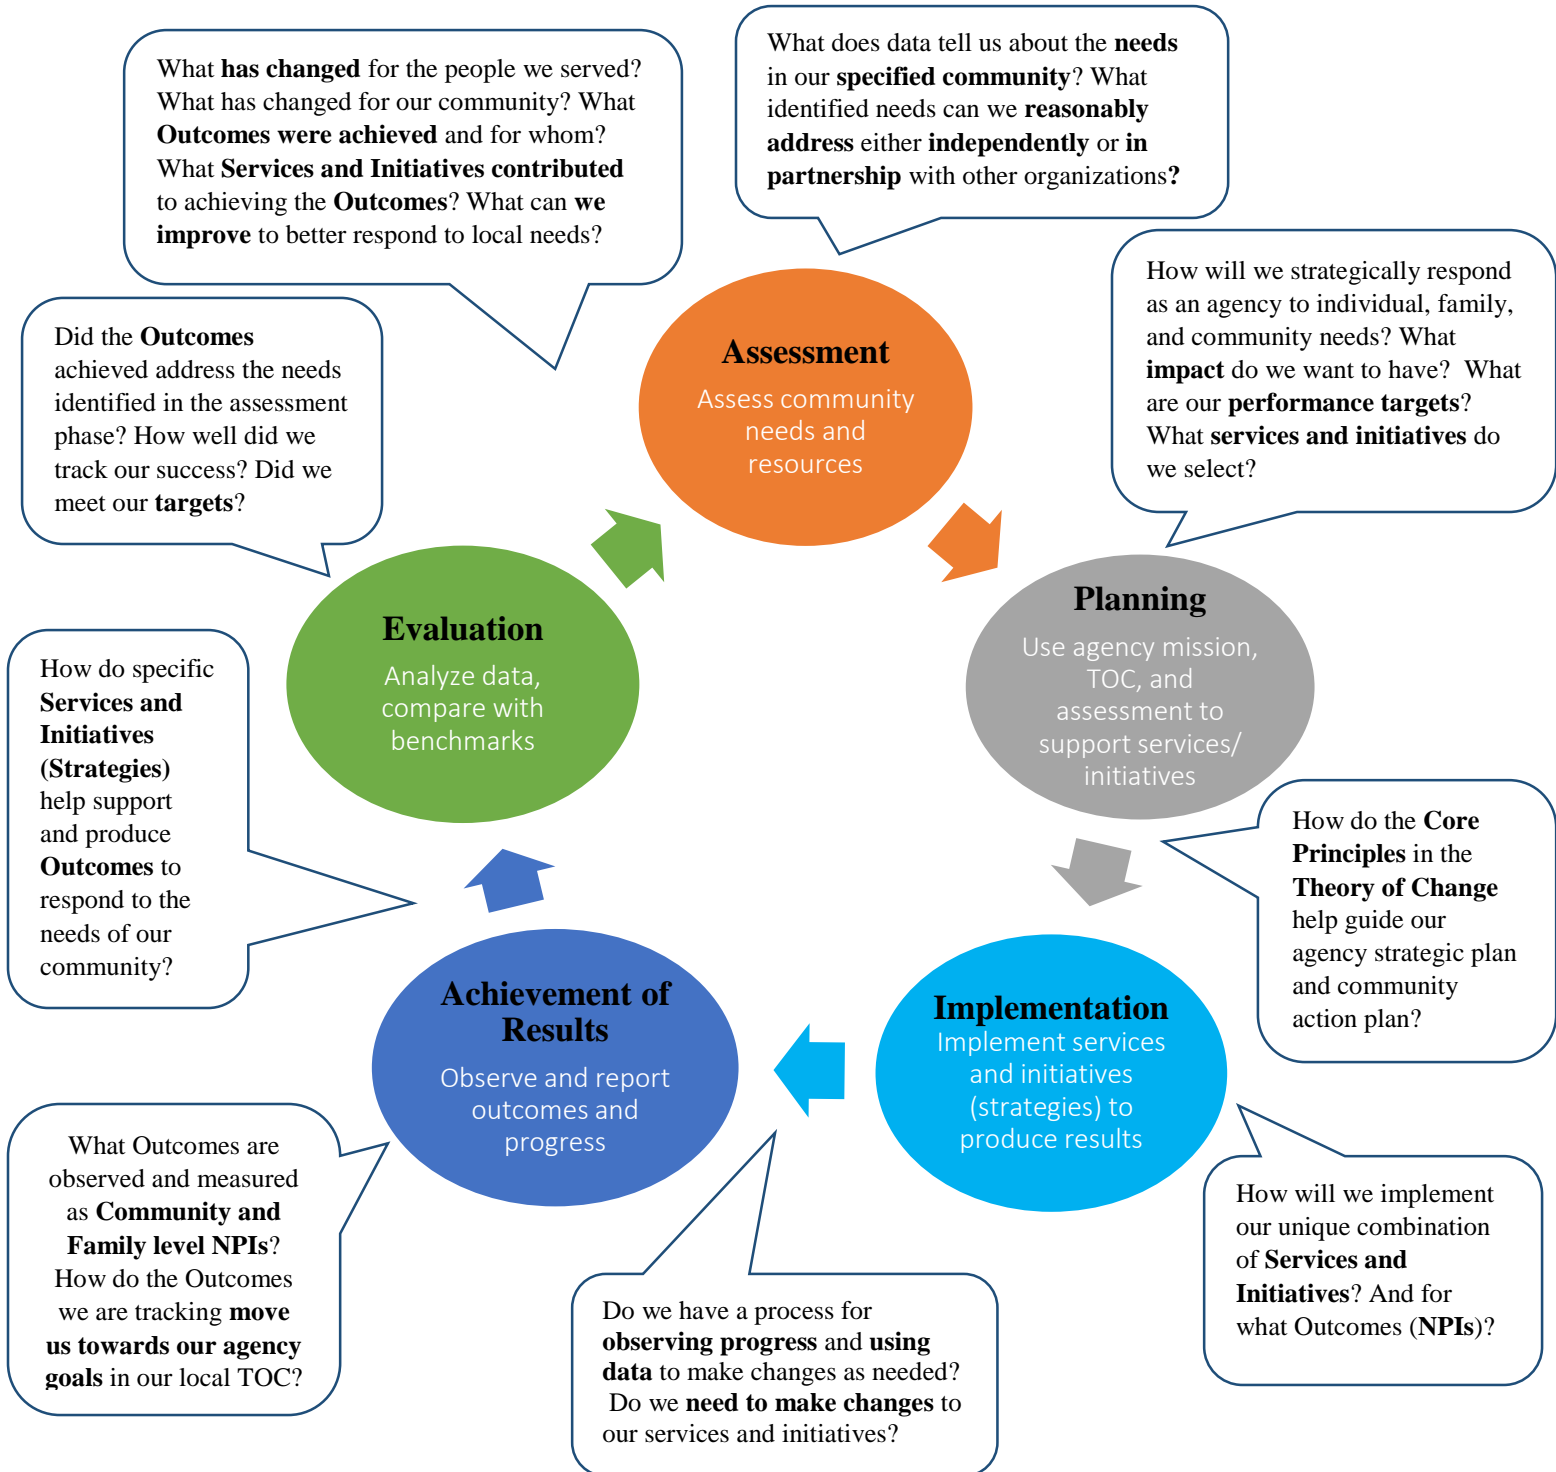 What has changed for the people we served?
What has changed for our community? What
Outcomes were achieved and for whom?
What Services and Initiatives contributed
to achieving the Outcomes? What can we
improve to better respond to local needs?
What does data tell us about the needs
in our specified community? What
identified needs can we reasonably
address either independently or in
partnership with other organizations?
How will we strategically respond
as an agency to individual, family,
and community needs? What
impact do we want to have?  What
are our performance targets?
What services and initiatives do
we select?
Did the Outcomes
achieved address the needs
identified in the assessment
phase? How well did we
track our success? Did we
meet our targets?
Assessment
Assess community
needs and
resources
Planning
Use agency mission,
TOC, and
assessment to
support services/
initiatives
Evaluation
Analyze data,
compare with
benchmarks
How do specific
Services and
Initiatives
(Strategies)
help support
and produce
Outcomes to
respond to the
needs of our
community?
How do the Core
Principles in the
Theory of Change
help guide our
agency strategic plan
and community
action plan?
Achievement of
Results
Observe and report
outcomes and
progress
Implementation
Implement services
and initiatives
(strategies) to
produce results
What Outcomes are
observed and measured
as Community and
Family level NPIs?
How do the Outcomes
we are tracking move
us towards our agency
goals in our local TOC?
Do we have a process for
observing progress and using
data to make changes as needed?
Do we need to make changes to
our services and initiatives?
How will we implement
our unique combination
of Services and
Initiatives? And for
what Outcomes (NPIs)?